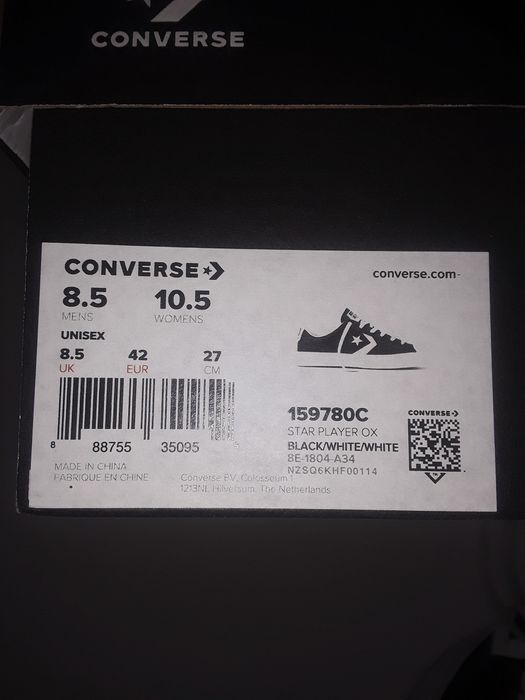 CONVERSE
CONVERSE
converse.com
8.5 10.5
MENS WOMENS
UNISEX
8.5 42 27
UK EUR CM
8 88755 35095 5
MADE IN CHINA
FABRIQUE EN CHINE
Converse BV, Colosseum 1
1213NL Hilversum, The Netherlands
159780C
STAR PLAYER OX
BLACK/WHITE/WHITE
8E-1804-A34
NZSQ6KHF00114
CONVERSE